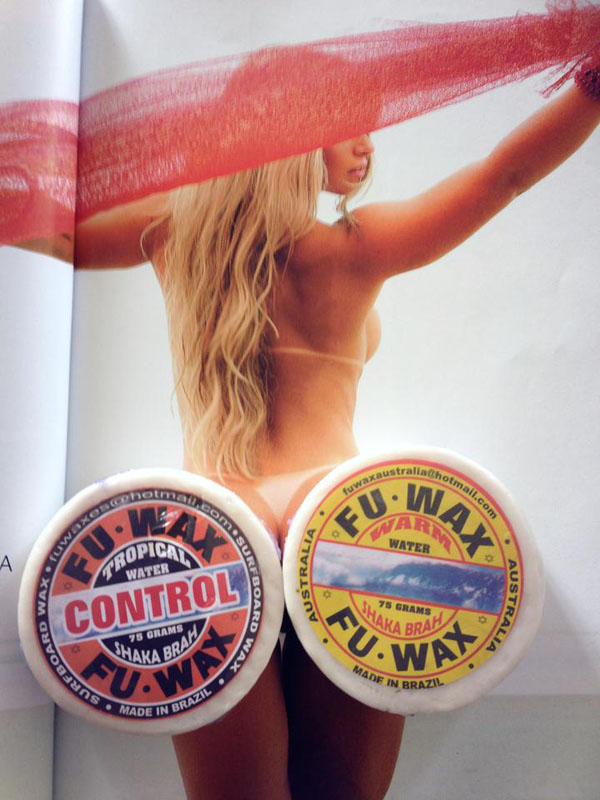 A
• fuwaxes@hotmail.com •
FU • WAX
TROPICAL
WATER
CONTROL
75 GRAMS
SHAKA BRAH
FU • WAX
SURFBOARD WAX
SURFBOARD WAX
• MADE IN BRAZIL •
fuwaxaustralia@hotmail.com
FU • WAX
WARM
WATER
75 GRAMS
SHAKA BRAH
FU • WAX
AUSTRALIA
AUSTRALIA
MADE IN BRAZIL